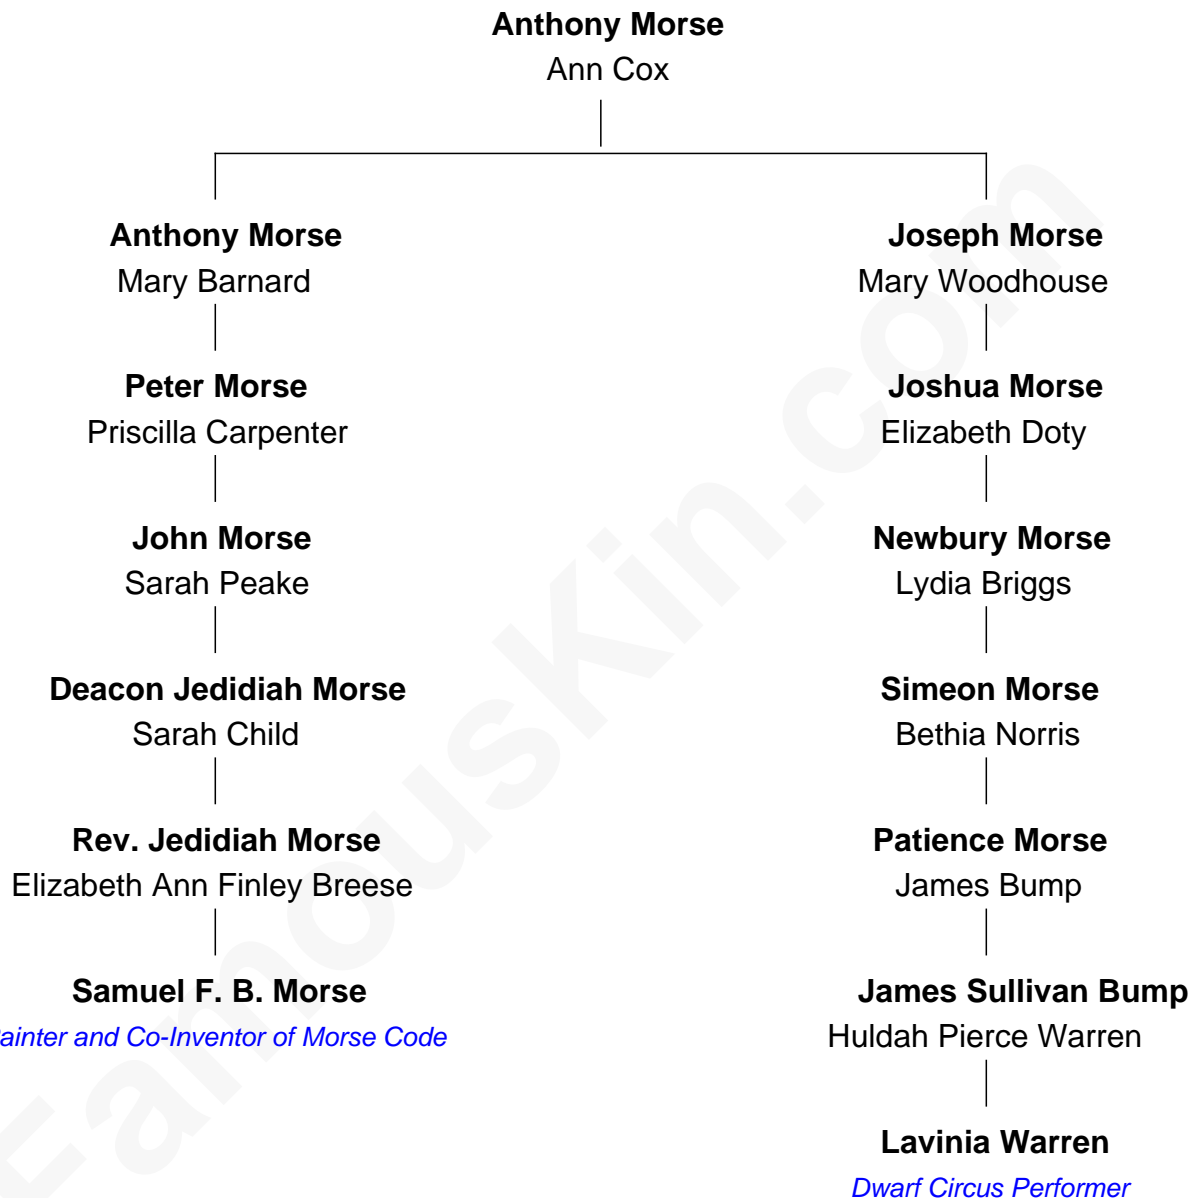 Anthony Morse
Ann Cox
Anthony Morse
Mary Barnard
Peter Morse
Priscilla Carpenter
John Morse
Sarah Peake
Deacon Jedidiah Morse
Sarah Child
Rev. Jedidiah Morse
Elizabeth Ann Finley Breese
Samuel F. B. Morse
ainter and Co-Inventor of Morse Code
Joseph Morse
Mary Woodhouse
Joshua Morse
Elizabeth Doty
Newbury Morse
Lydia Briggs
Simeon Morse
Bethia Norris
Patience Morse
James Bump
James Sullivan Bump
Huldah Pierce Warren
Lavinia Warren
Dwarf Circus Performer
FamousKin.com